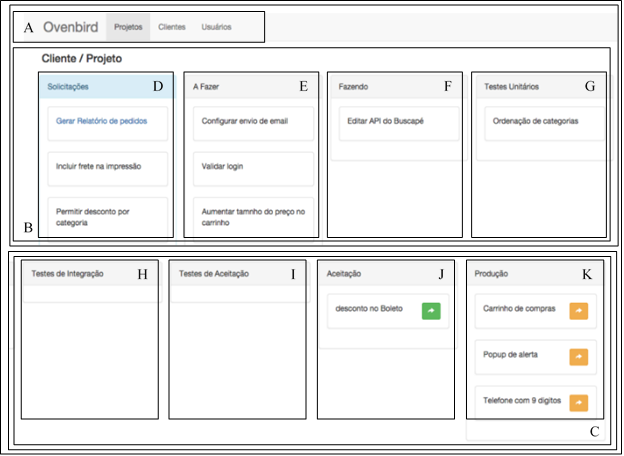 A Ovenbird Projetos Clientes Usuários
Cliente / Projeto
Solicitações D
Gerar Relatório de pedidos
Incluir frete na impressão
Permitir desconto por
categoria
B
A Fazer E
Configurar envio de email
Validar login
Aumentar tamnho do preço no
carrinho
Fazendo F
Editar API do Buscapé
Testes Unitários G
Ordenação de categorias
Testes de Integração H
Testes de Aceitação I
Aceitação J
desconto no Boleto
Produção K
Carrinho de compras
Popup de alerta
Telefone com 9 digitos
C